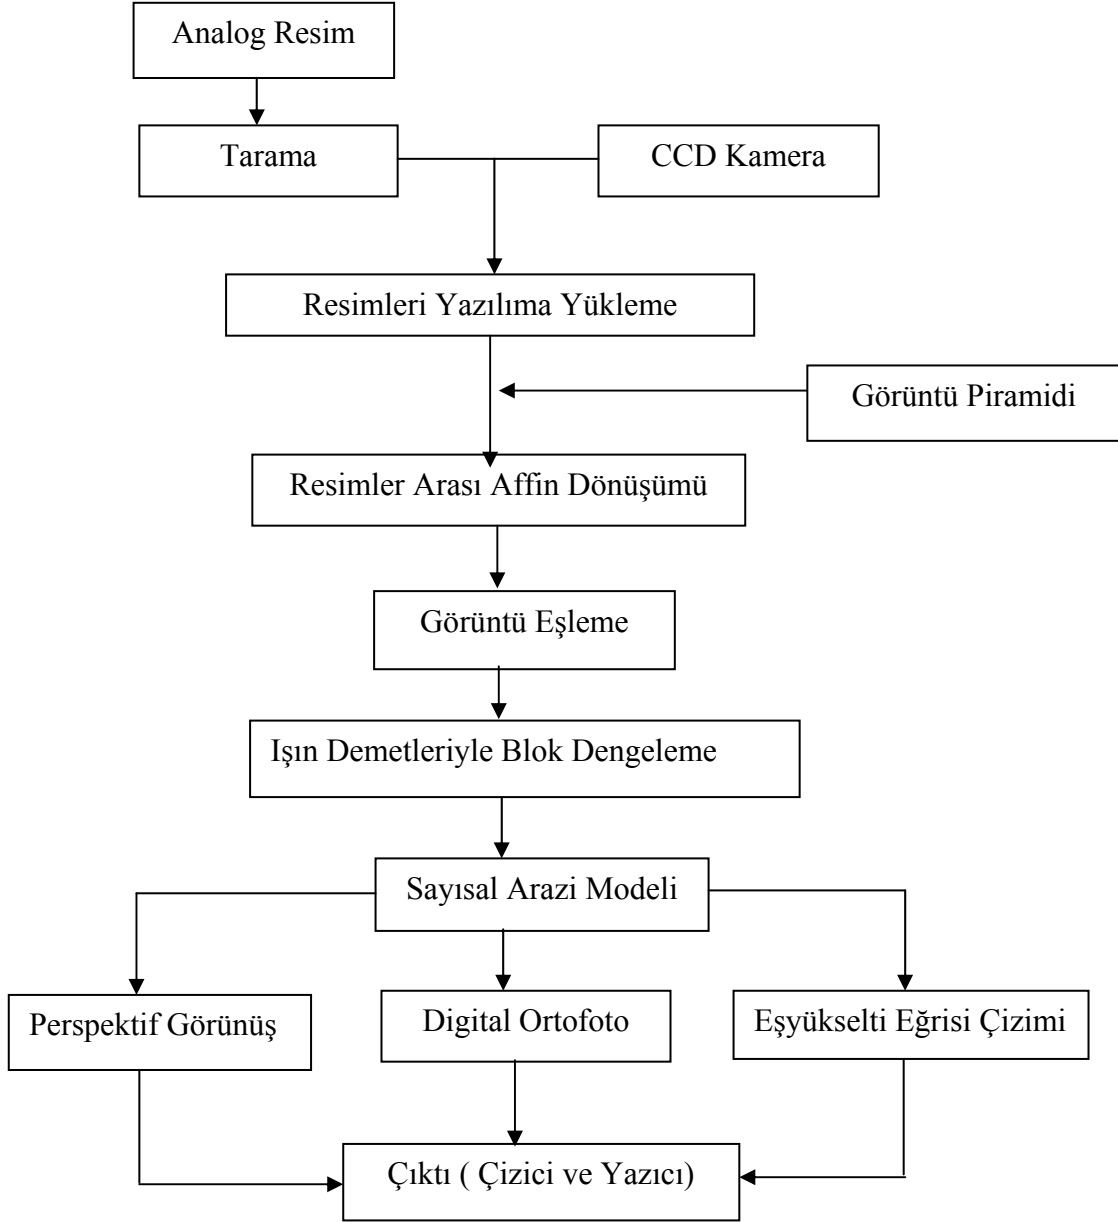 Analog Resim
Tarama
CCD Kamera
Resimleri Yazılıma Yükleme
Görüntü Piramidi
Resimler Arası Affin Dönüşümü
Görüntü Eşleme
Işın Demetleriyle Blok Dengeleme
Sayısal Arazi Modeli
Perspektif Görünüş
Digital Ortofoto
Eşyükselti Eğrisi Çizimi
Çıktı ( Çizici ve Yazıcı)